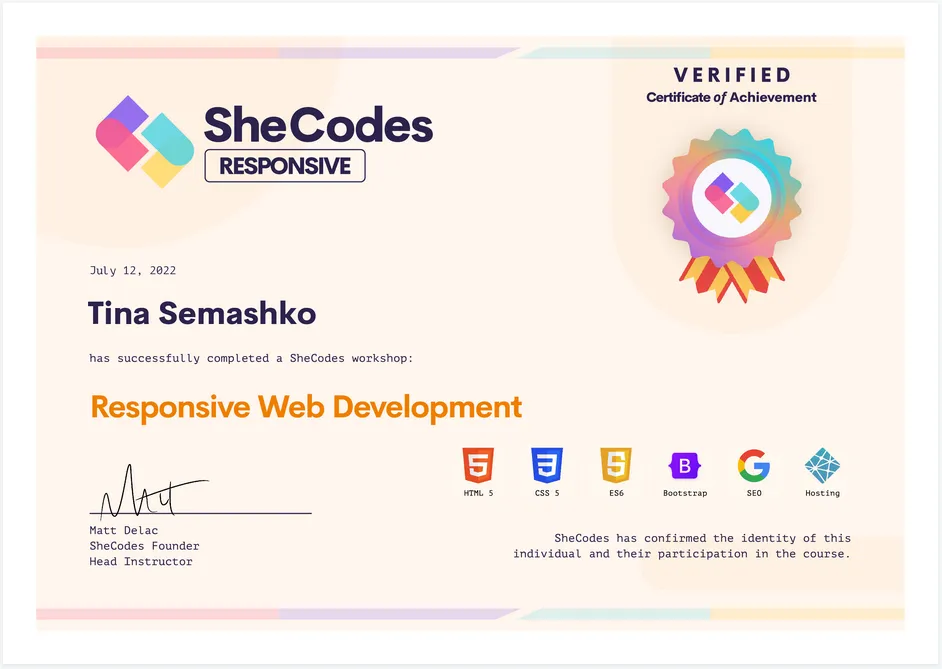 VERIFIED
Certificate of Achievement
SheCodes
RESPONSIVE
July 12, 2022
Tina Semashko
has successfully completed a SheCodes workshop:
Responsive Web Development
5
3
5
B
G
HTML 5
CSS 5
ES6
Bootstrap
SEO
Hosting
Matt Delac
SheCodes Founder
Head Instructor
SheCodes has confirmed the identity of this
individual and their participation in the course.